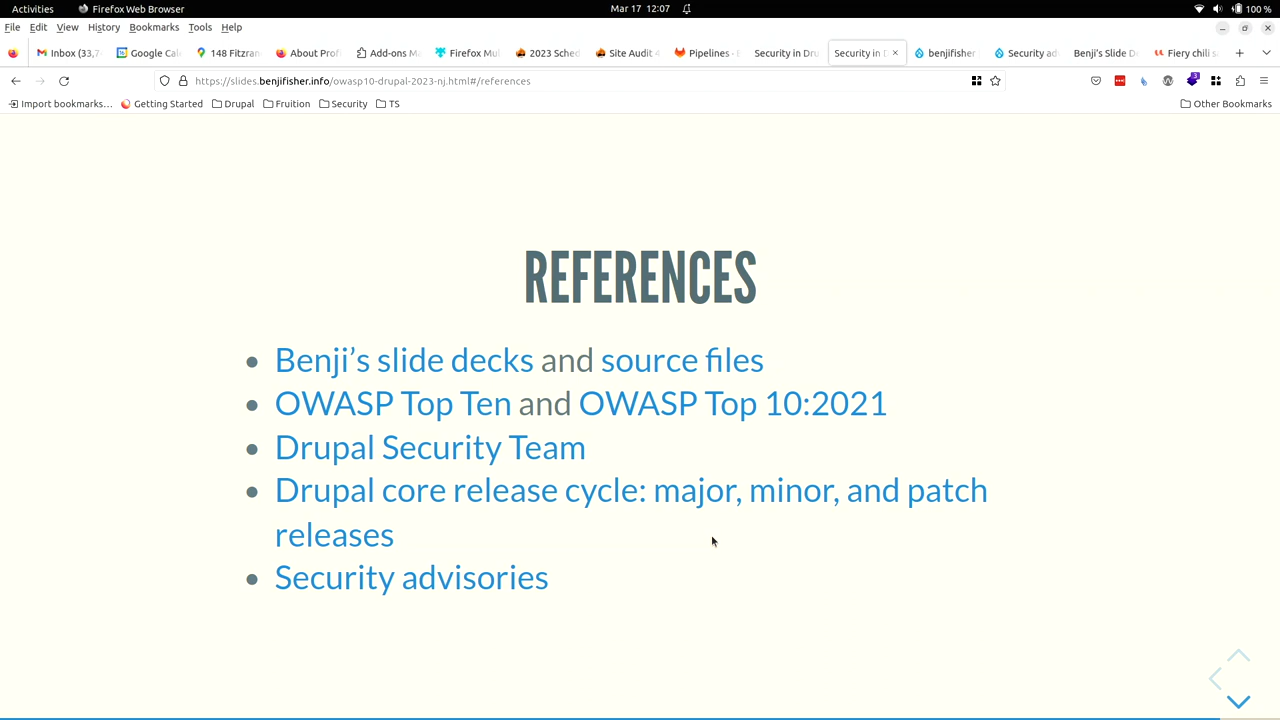 Activities
Firefox Web Browser
Mar 17 12:07
100 %
File Edit View History Bookmarks Tools Help
Inbox (33,7
Google Cal
148 Fitzran
About Prof
Add-ons M
Firefox Mul
2023 Sched
Site Audit 4
Pipelines -
Security in Dru
Security in D
benjifisher
Security ad
Benji's Slide D
Fiery chili s
https://slides.benjifisher.info/owasp10-drupal-2023-nj.html#/references
Import bookmarks...
Getting Started
Drupal
Fruition
Security
TS
Other Bookmarks
REFERENCES
• Benji's slide decks and source files
• OWASP Top Ten and OWASP Top 10:2021
• Drupal Security Team
• Drupal core release cycle: major, minor, and patch
releases
• Security advisories